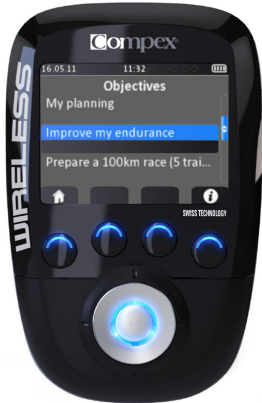 Compex
16.05.11 11:32
Objectives
My planning
Improve my endurance
Prepare a 100km race (5 trai...
i
SWISS TECHNOLOGY
WIRELESS